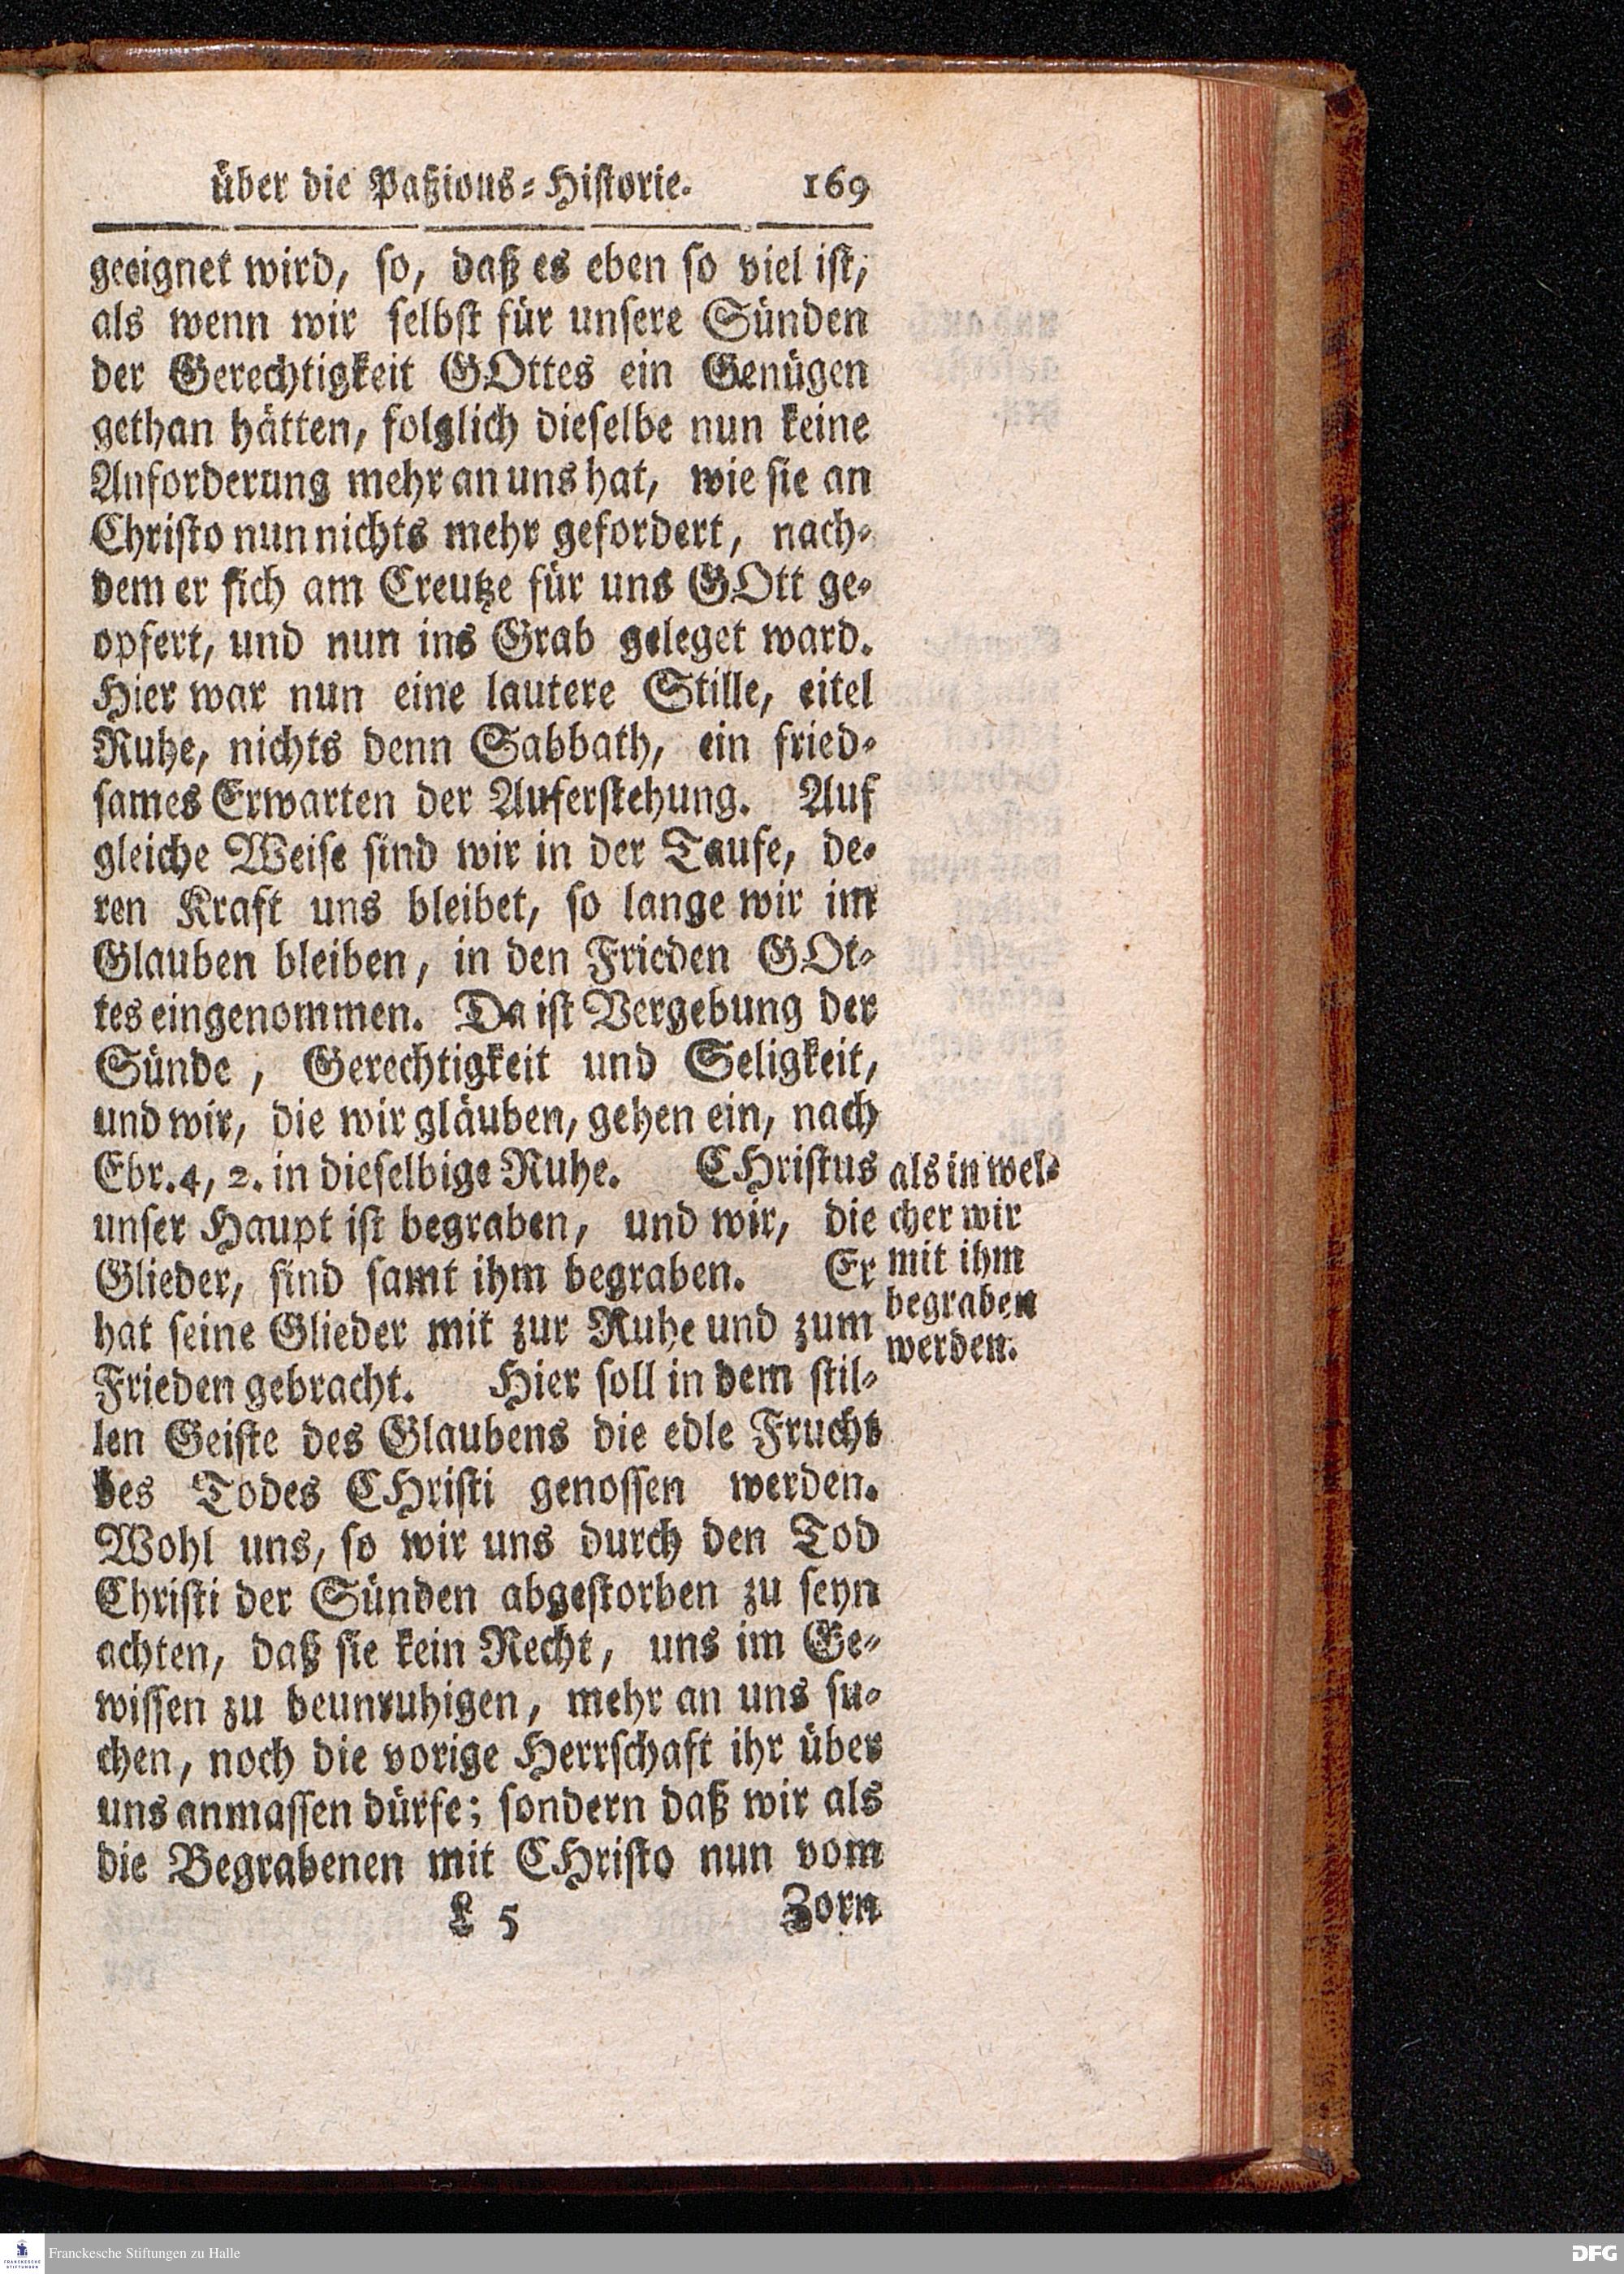 über die Paßions-Historie. 169
geeignet wird, so, daß es eben so viel ist,
als wenn wir selbst für unsere Sünden
der Gerechtigkeit GOttes ein Genügen
gethan hätten, folglich dieselbe nun keine
Anforderung mehr an uns hat, wie sie an
Christo nun nichts mehr gefordert, nach-
dem er sich am Creutze für uns GOtt ge-
opfert, und nun ins Grab geleget ward.
Hier war nun eine lautere Stille, eitel
Ruhe, nichts denn Sabbath, ein fried-
sames Erwarten der Auferstehung. Auf
gleiche Weise sind wir in der Taufe, de-
ren Kraft uns bleibet, so lange wir im
Glauben bleiben, in den Frieden GOt-
tes eingenommen. Da ist Vergebung der
Sünde, Gerechtigkeit und Seligkeit,
und wir, die wir gläuben, gehen ein, nach
Ebr. 4, 2. in dieselbige Ruhe. CHristus
unser Haupt ist begraben, und wir, die
Glieder, sind samt ihm begraben. Er
hat seine Glieder mit zur Ruhe und zum
Frieden gebracht. Hier soll in dem stil-
len Geiste des Glaubens die edle Frucht
des Todes CHristi genossen werden.
Wohl uns, so wir uns durch den Tod
Christi der Sünden abgestorben zu seyn
achten, daß sie kein Recht, uns im Ge-
wissen zu beunruhigen, mehr an uns su-
chen, noch die vorige Herrschaft ihr über
uns anmassen dürfe; sondern daß wir als
die Begrabenen mit CHristo nun vom
L 5 Zorn
als in wel-
cher wir
mit ihm
begraben
werden.
FRANCKESCHE
STIFTUNGEN
Franckesche Stiftungen zu Halle
DFG